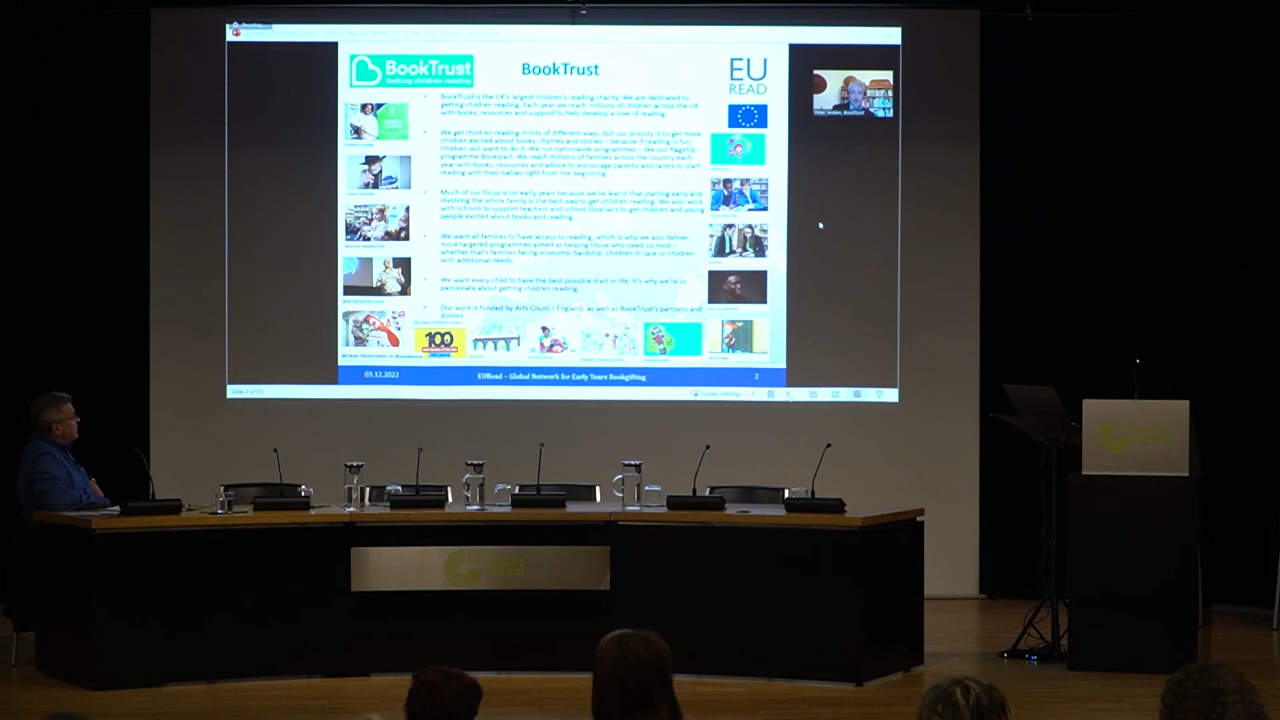 BookTrust
Getting children reading
BookTrust
EU
READ
BookTrust is the UK's largest children's reading charity. We are dedicated to
getting children reading. Each year we reach millions of children across the UK
with books, resources and support to help develop a love of reading.
We get children reading in lots of different ways, but our priority is to get more
children excited about books, rhymes and stories – because if reading is fun,
children will want to do it. We run nationwide programmes – like our flagship
programme Bookstart. We reach millions of families across the country each
year with books, resources and advice to encourage parents and carers to start
reading with their babies right from the beginning.
Much of our focus is on early years because we've learnt that starting early and
involving the whole family is the best way to get children reading. We also work
with schools to support teachers and school librarians to get children and young
people excited about books and reading.
We want all families to have access to reading, which is why we also deliver
more targeted programmes aimed at helping those who need us most –
whether that's families facing economic hardship, children in care or children
with additional needs.
We want every child to have the best possible start in life. It's why we're so
passionate about getting children reading.
Our work is funded by Arts Council England, as well as BookTrust's partners and
donors
Writer-Illustrator in Residence
100
03.12.2022
EURead – Global Network for Early Years Bookgifting
2
Slide 2 of 21
Display Settings
GOETHE
INSTITUT